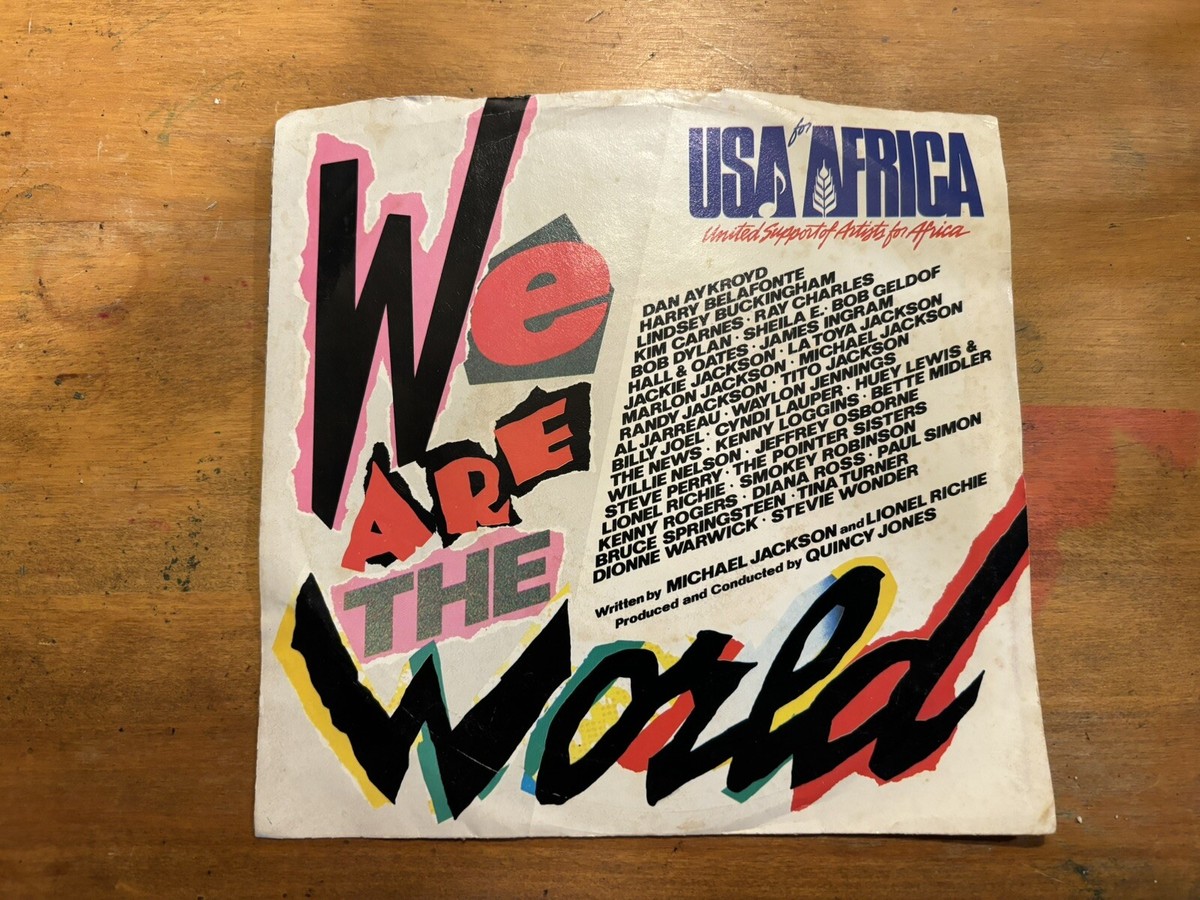 We
ARE
THE
World
USA for AFRICA
United Support of Artists for Africa
DAN AYKROYD
HARRY BELAFONTE
LINDSEY BUCKINGHAM
KIM CARNES · RAY CHARLES
BOB DYLAN · SHEILA E. · BOB GELDOF
HALL & OATES · JAMES INGRAM
JACKIE JACKSON · LA TOYA JACKSON
MARLON JACKSON · MICHAEL JACKSON
RANDY JACKSON · TITO JACKSON
AL JARREAU · WAYLON JENNINGS
BILLY JOEL · CYNDI LAUPER · HUEY LEWIS &
THE NEWS · KENNY LOGGINS · BETTE MIDLER
WILLIE NELSON · JEFFREY OSBORNE
STEVE PERRY · THE POINTER SISTERS
LIONEL RICHIE · SMOKEY ROBINSON
KENNY ROGERS · DIANA ROSS · PAUL SIMON
BRUCE SPRINGSTEEN · TINA TURNER
DIONNE WARWICK · STEVIE WONDER
Written by MICHAEL JACKSON and LIONEL RICHIE
Produced and Conducted by QUINCY JONES